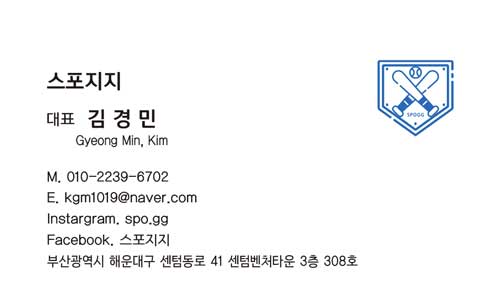 스포지지
SPOGG
대표 김 경 민
Gyeong Min, Kim
M. 010-2239-6702
E. kgm1019@naver.com
Instargram. spo.gg
Facebook. 스포지지
부산광역시 해운대구 센텀동로 41 센텀벤처타운 3층 308호